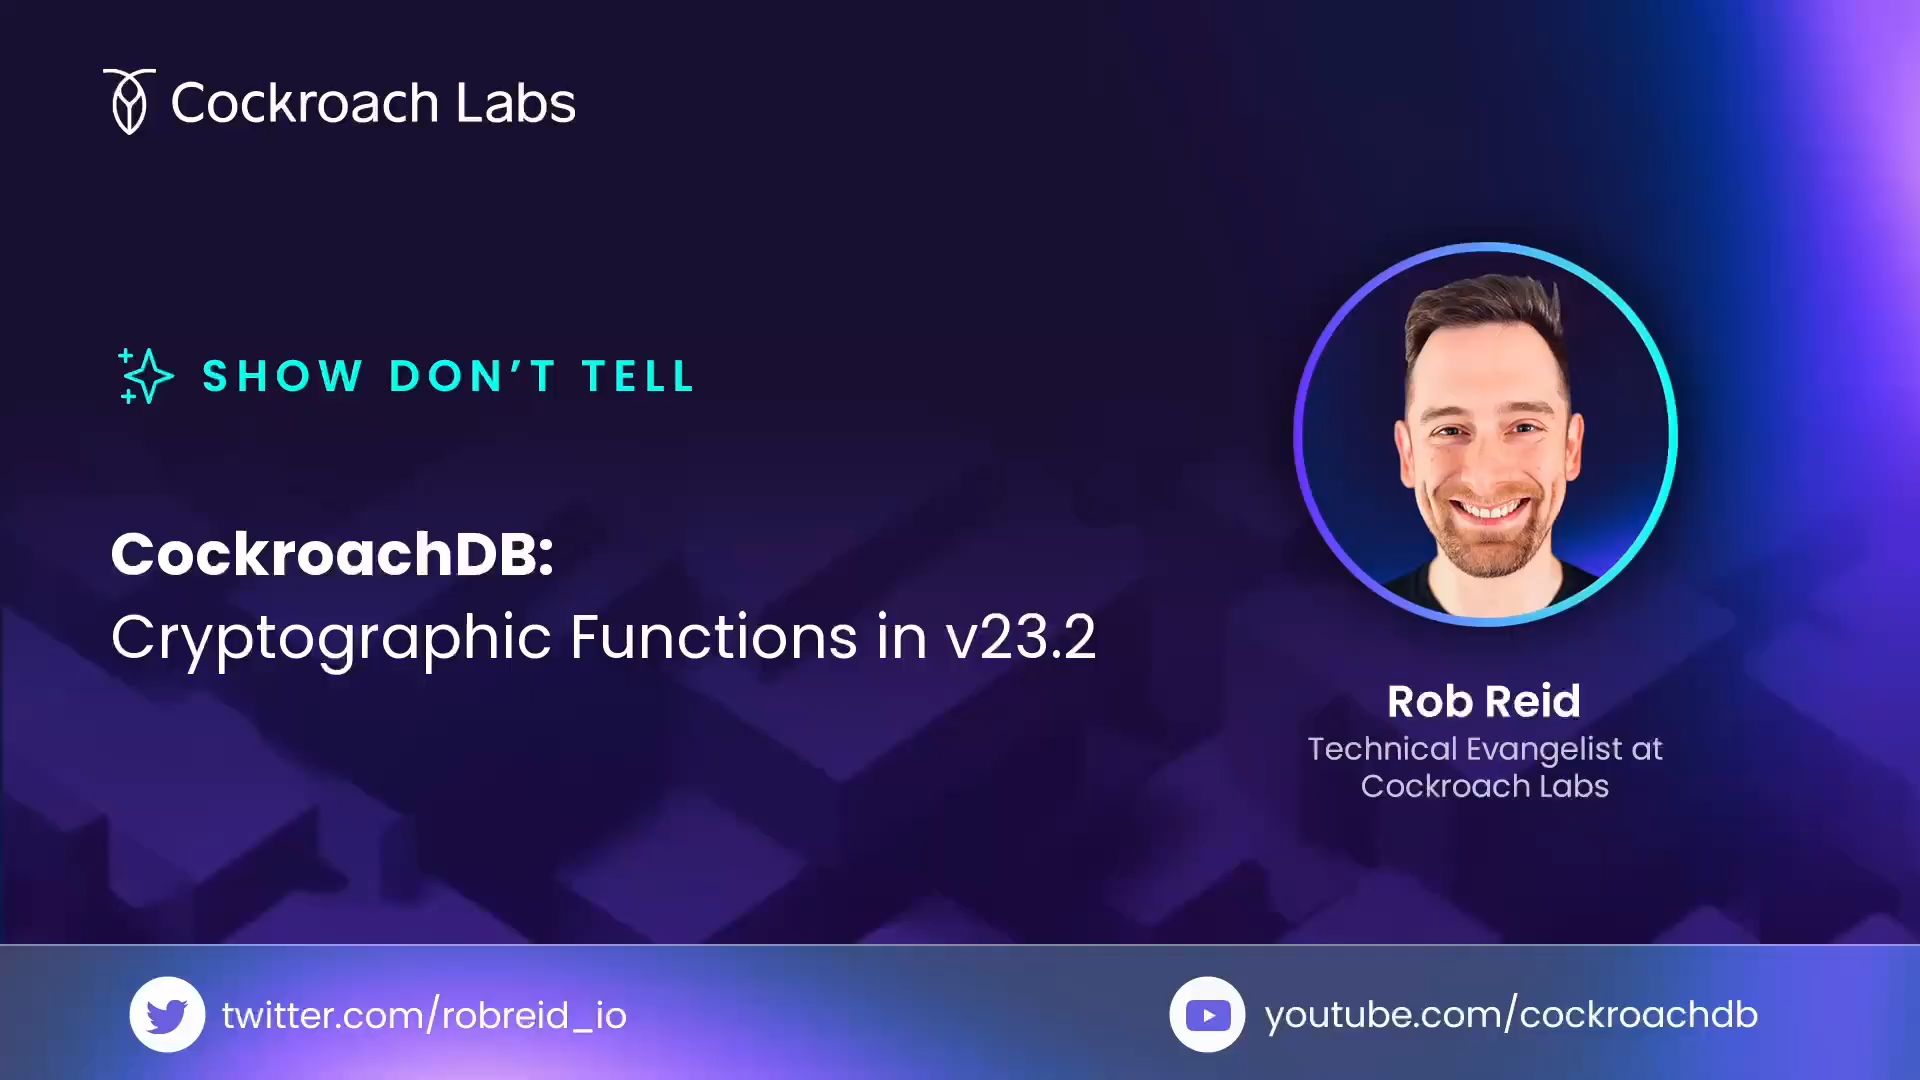 Cockroach Labs
SHOW DON’T TELL
CockroachDB:
Cryptographic Functions in v23.2
Rob Reid
Technical Evangelist at
Cockroach Labs
twitter.com/robreid_io
youtube.com/cockroachdb